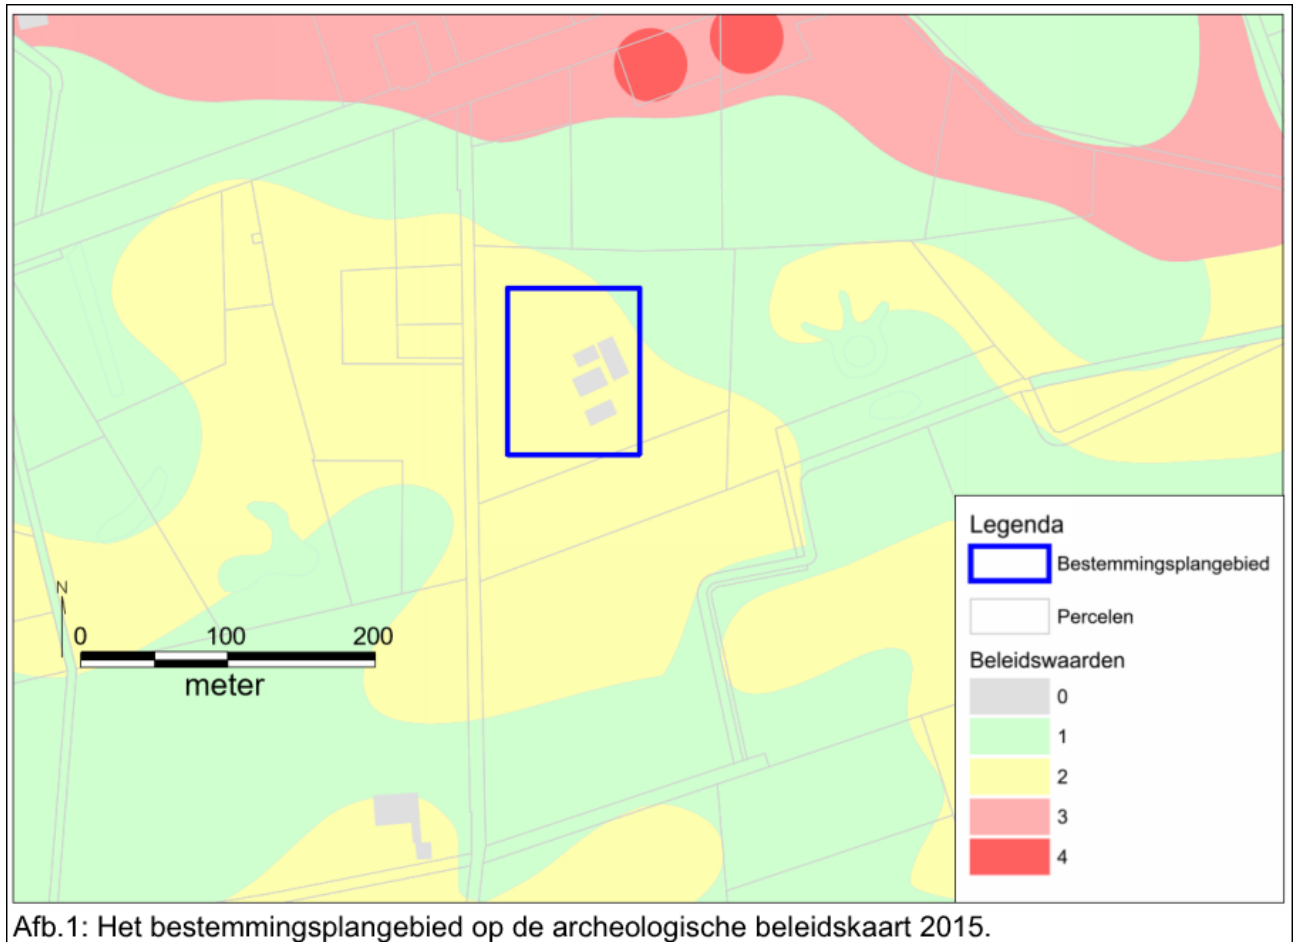 N
0 100 200
meter
Legenda
Bestemmingsplangebied
Percelen
Beleidswaarden
0
1
2
3
4
Afb.1: Het bestemmingsplangebied op de archeologische beleidskaart 2015.